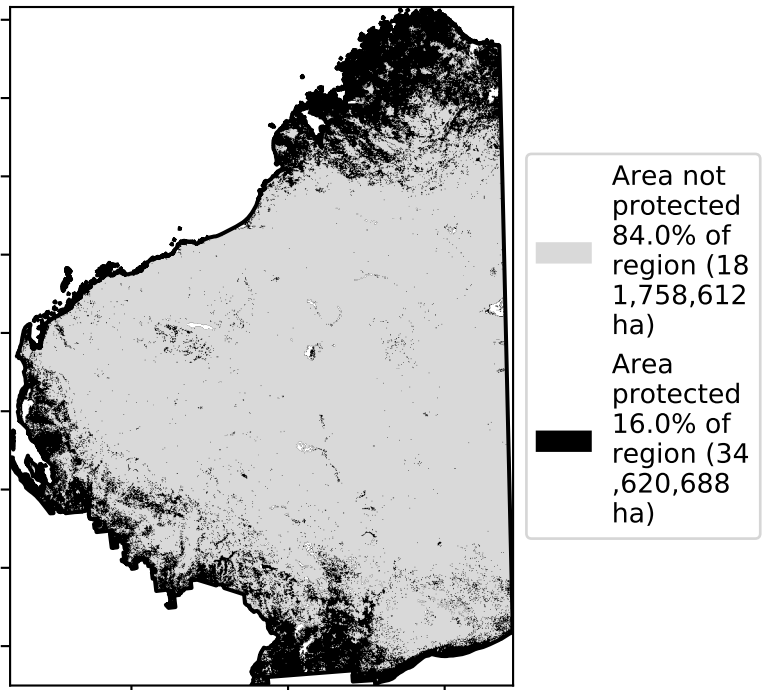 Area not
protected
84.0% of
region (18
1,758,612
ha)
Area
protected
16.0% of
region (34
,620,688
ha)